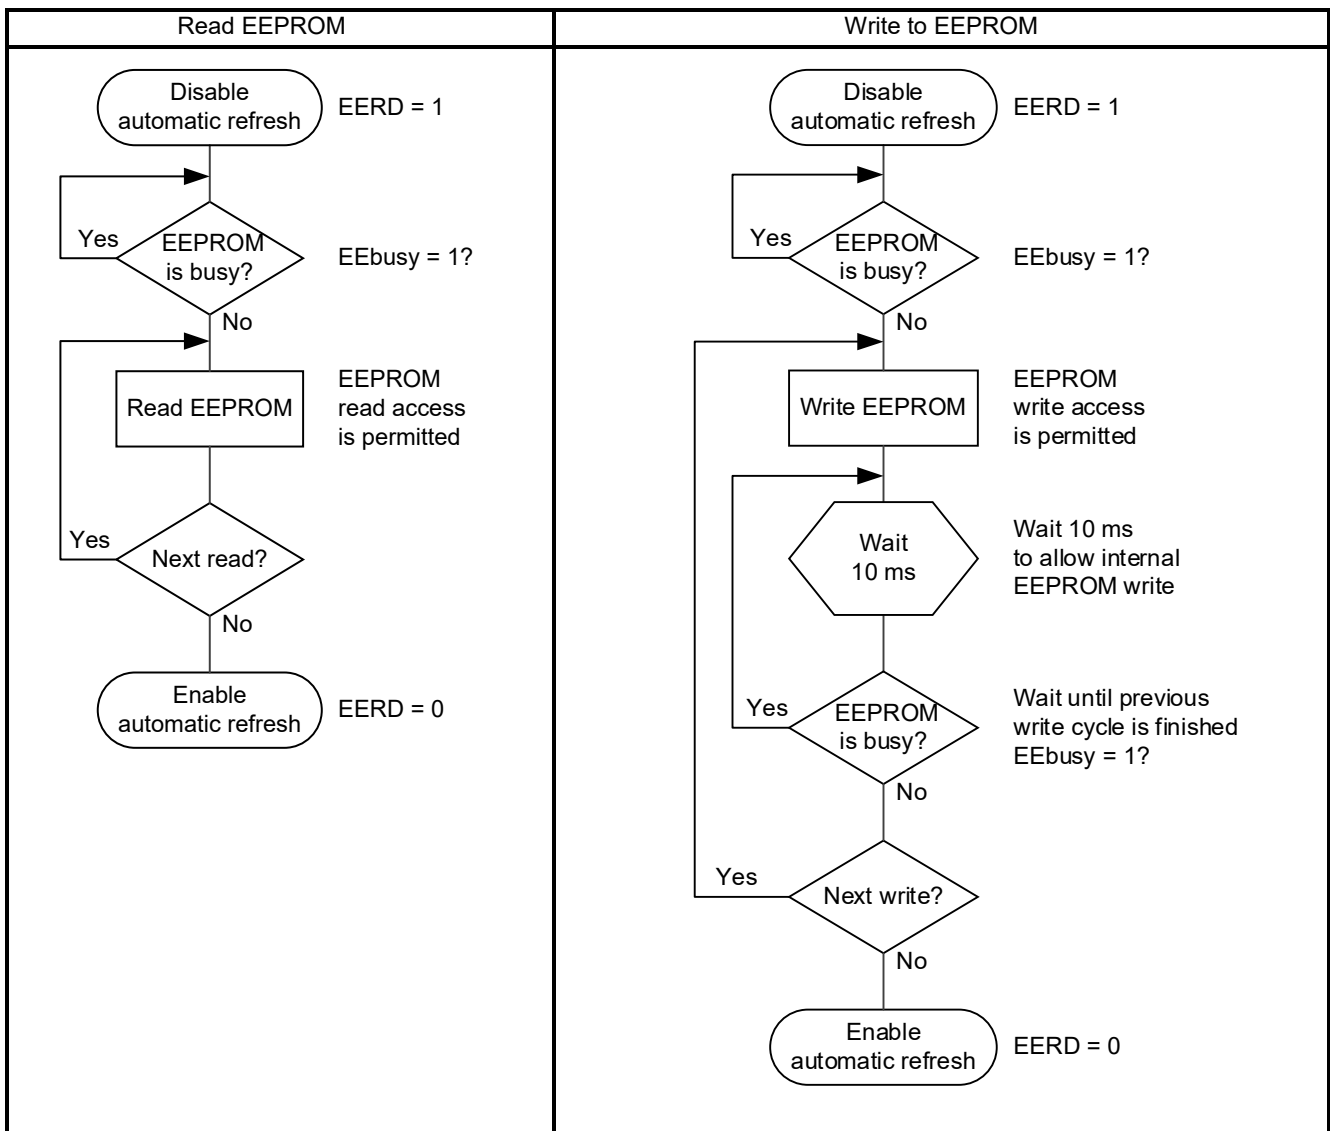 Read EEPROM
Disable
automatic refresh
EERD = 1
Yes
EEPROM
is busy?
EEbusy = 1?
No
Read EEPROM
EEPROM
read access
is permitted
Yes
Next read?
No
Enable
automatic refresh
EERD = 0
Write to EEPROM
Disable
automatic refresh
EERD = 1
Yes
EEPROM
is busy?
EEbusy = 1?
No
Write EEPROM
EEPROM
write access
is permitted
Wait
10 ms
Wait 10 ms
to allow internal
EEPROM write
Yes
EEPROM
is busy?
Wait until previous
write cycle is finished
EEbusy = 1?
No
Yes
Next write?
No
Enable
automatic refresh
EERD = 0